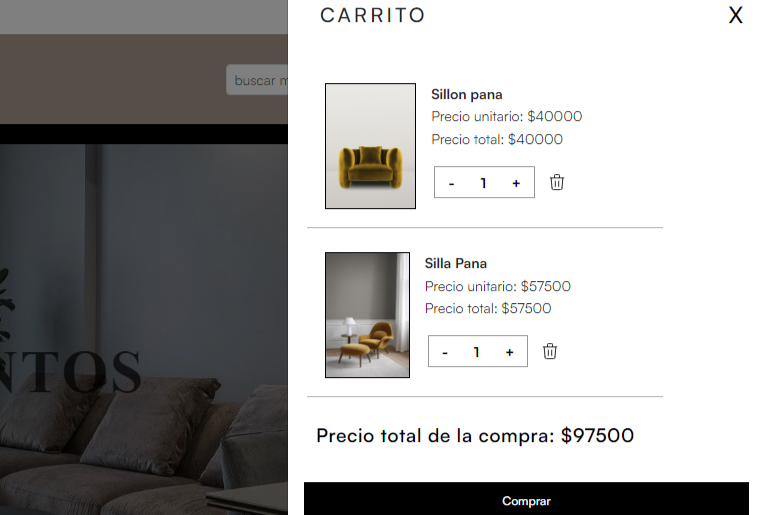 CARRITO
X
buscar m
Sillon pana
Precio unitario: $40000
Precio total: $40000
- 1 +
Silla Pana
Precio unitario: $57500
Precio total: $57500
- 1 +
NTOS
Precio total de la compra: $97500
Comprar